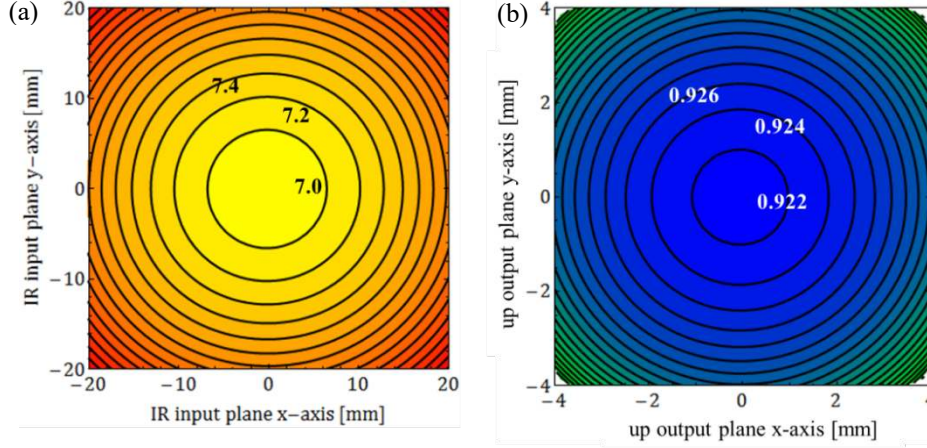 (a)
20
10
0
−10
−20
IR input plane y−axis [mm]
7.4
7.2
7.0
−20 −10 0 10 20
IR input plane x−axis [mm]
(b)
4
2
0
−2
−4
up output plane y-axis [mm]
0.926
0.924
0.922
−4 −2 0 2 4
up output plane x-axis [mm]